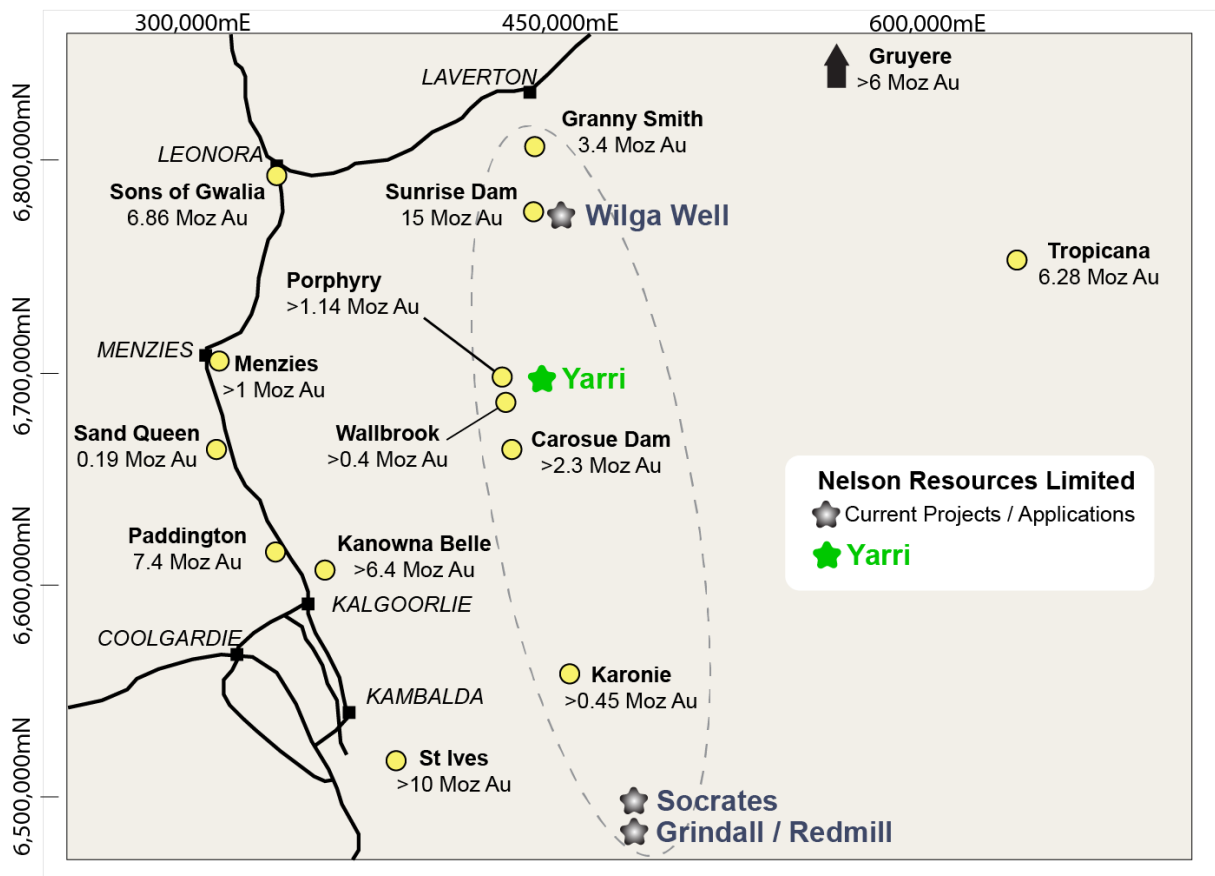 300,000mE
450,000mE
600,000mE
6,800,000mN
6,700,000mN
6,600,000mN
6,500,000mN
LAVERTON
Gruyere
>6 Moz Au
Granny Smith
3.4 Moz Au
LEONORA
Sons of Gwalia
6.86 Moz Au
Sunrise Dam
15 Moz Au
Wilga Well
Tropicana
6.28 Moz Au
Porphyry
>1.14 Moz Au
MENZIES
Menzies
>1 Moz Au
Yarri
Sand Queen
0.19 Moz Au
Wallbrook
>0.4 Moz Au
Carosue Dam
>2.3 Moz Au
Nelson Resources Limited
Current Projects / Applications
Yarri
Paddington
7.4 Moz Au
Kanowna Belle
>6.4 Moz Au
KALGOORLIE
COOLGARDIE
KAMBALDA
Karonie
>0.45 Moz Au
St Ives
>10 Moz Au
Socrates
Grindall / Redmill